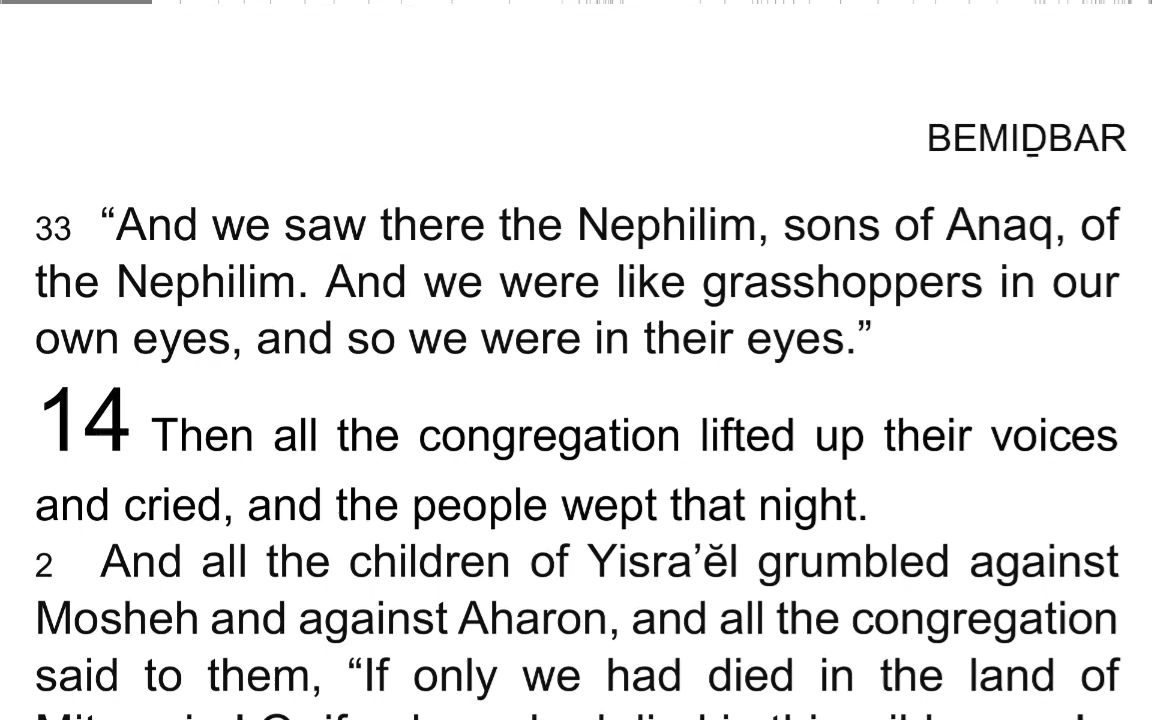 BEMIḎBAR
33 “And we saw there the Nephilim, sons of Anaq, of
the Nephilim. And we were like grasshoppers in our
own eyes, and so we were in their eyes.”
14 Then all the congregation lifted up their voices
and cried, and the people wept that night.
2 And all the children of Yisra’ĕl grumbled against
Mosheh and against Aharon, and all the congregation
said to them, “If only we had died in the land of